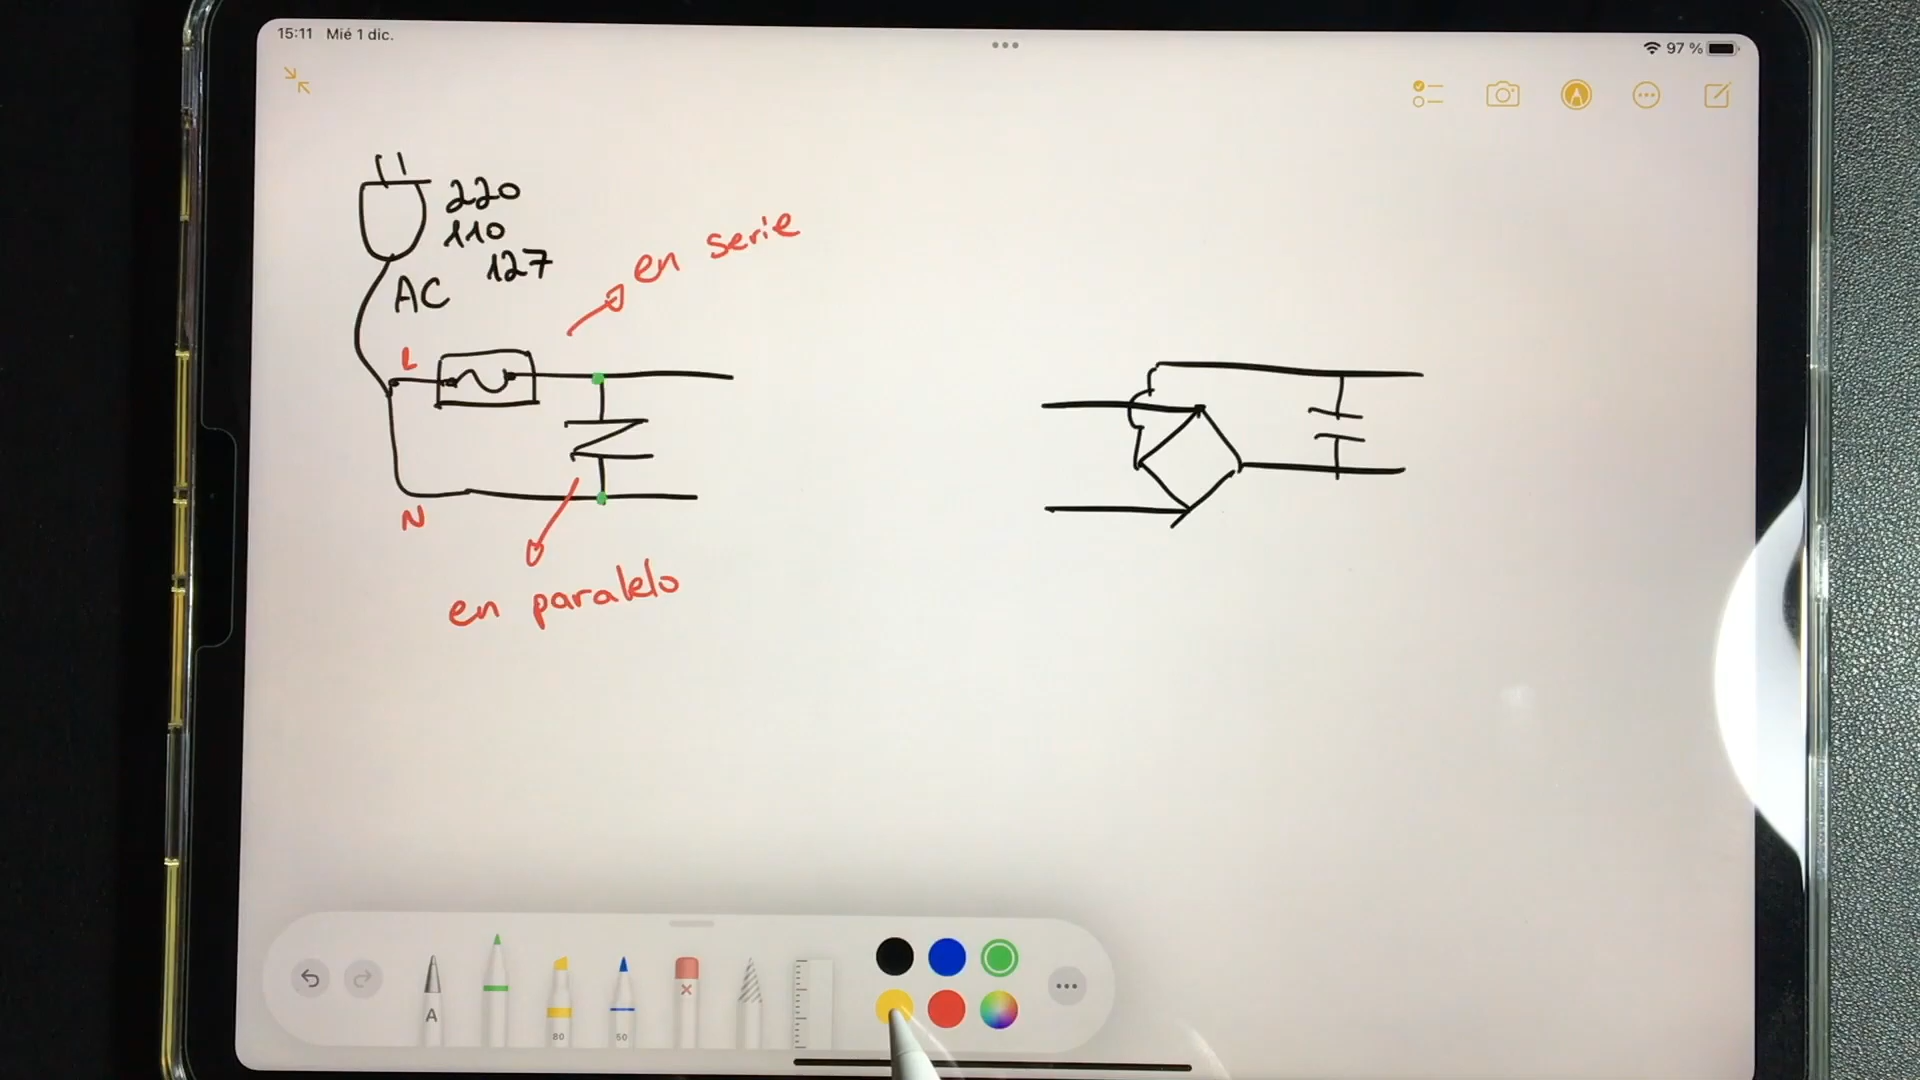 15:11 Mié 1 dic.
97 %
220
110
127
AC
en serie
L
N
en paralelo
A
80
50